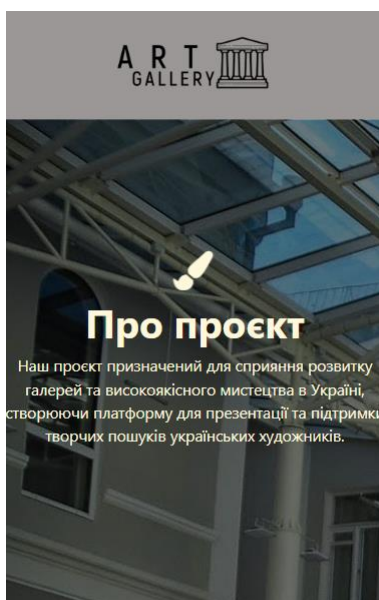 ART
GALLERY
Про проєкт
Наш проєкт призначений для сприяння розвитку
галерей та високоякісного мистецтва в Україні,
створюючи платформу для презентації та підтримки
творчих пошуків українських художників.